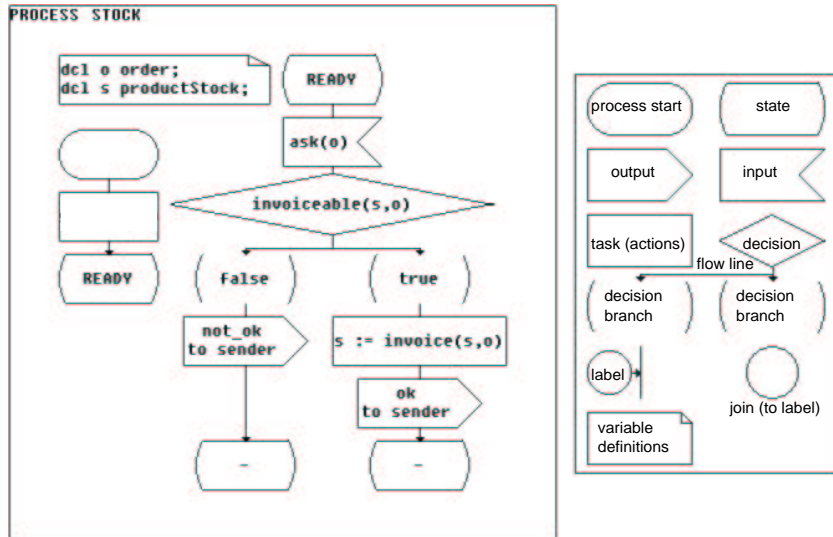 PROCESS STOCK
dcl o order;
dcl s productStock;
READY
ask(o)
invoiceable(s,o)
READY
false
true
not_ok
to sender
s := invoice(s,o)
ok
to sender
-
-
process start
state
output
input
task (actions)
decision
flow line
decision
branch
decision
branch
label
join (to label)
variable
definitions